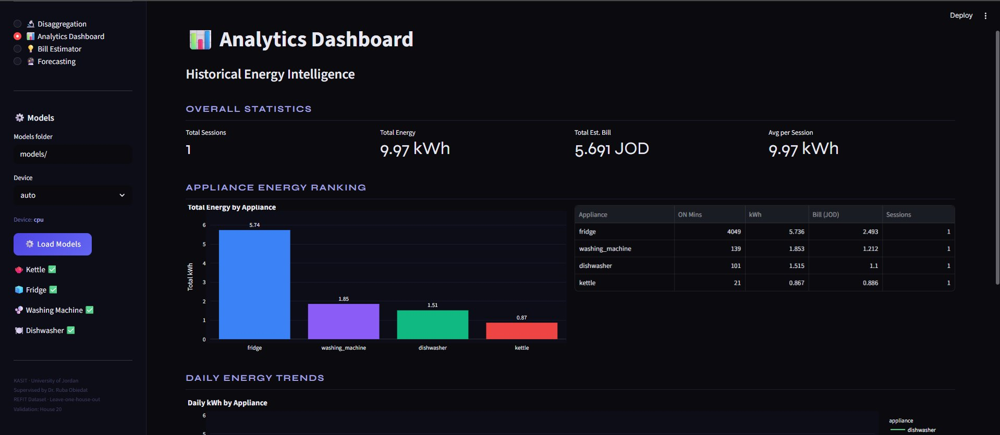 Disaggregation
Analytics Dashboard
Bill Estimator
Forecasting
Models
Models folder
models/
Device
auto
Device: cpu
Load Models
Kettle
Fridge
Washing Machine
Dishwasher
KASIT · University of Jordan
Supervised by Dr. Ruba Obiedat
REFIT Dataset · Leave-one-house-out
Validation: House 20
Deploy
Analytics Dashboard
Historical Energy Intelligence
OVERALL STATISTICS
Total Sessions
1
Total Energy
9.97 kWh
Total Est. Bill
5.691 JOD
Avg per Session
9.97 kWh
APPLIANCE ENERGY RANKING
Total Energy by Appliance
Total kWh
6
5
4
3
2
1
0
5.74
1.85
1.51
0.87
fridge washing_machine dishwasher kettle
Appliance ON Mins kWh Bill (JOD) Sessions
fridge 4049 5.736 2.493 1
washing_machine 139 1.853 1.212 1
dishwasher 101 1.515 1.1 1
kettle 21 0.867 0.886 1
DAILY ENERGY TRENDS
Daily kWh by Appliance
6
5
appliance
dishwasher